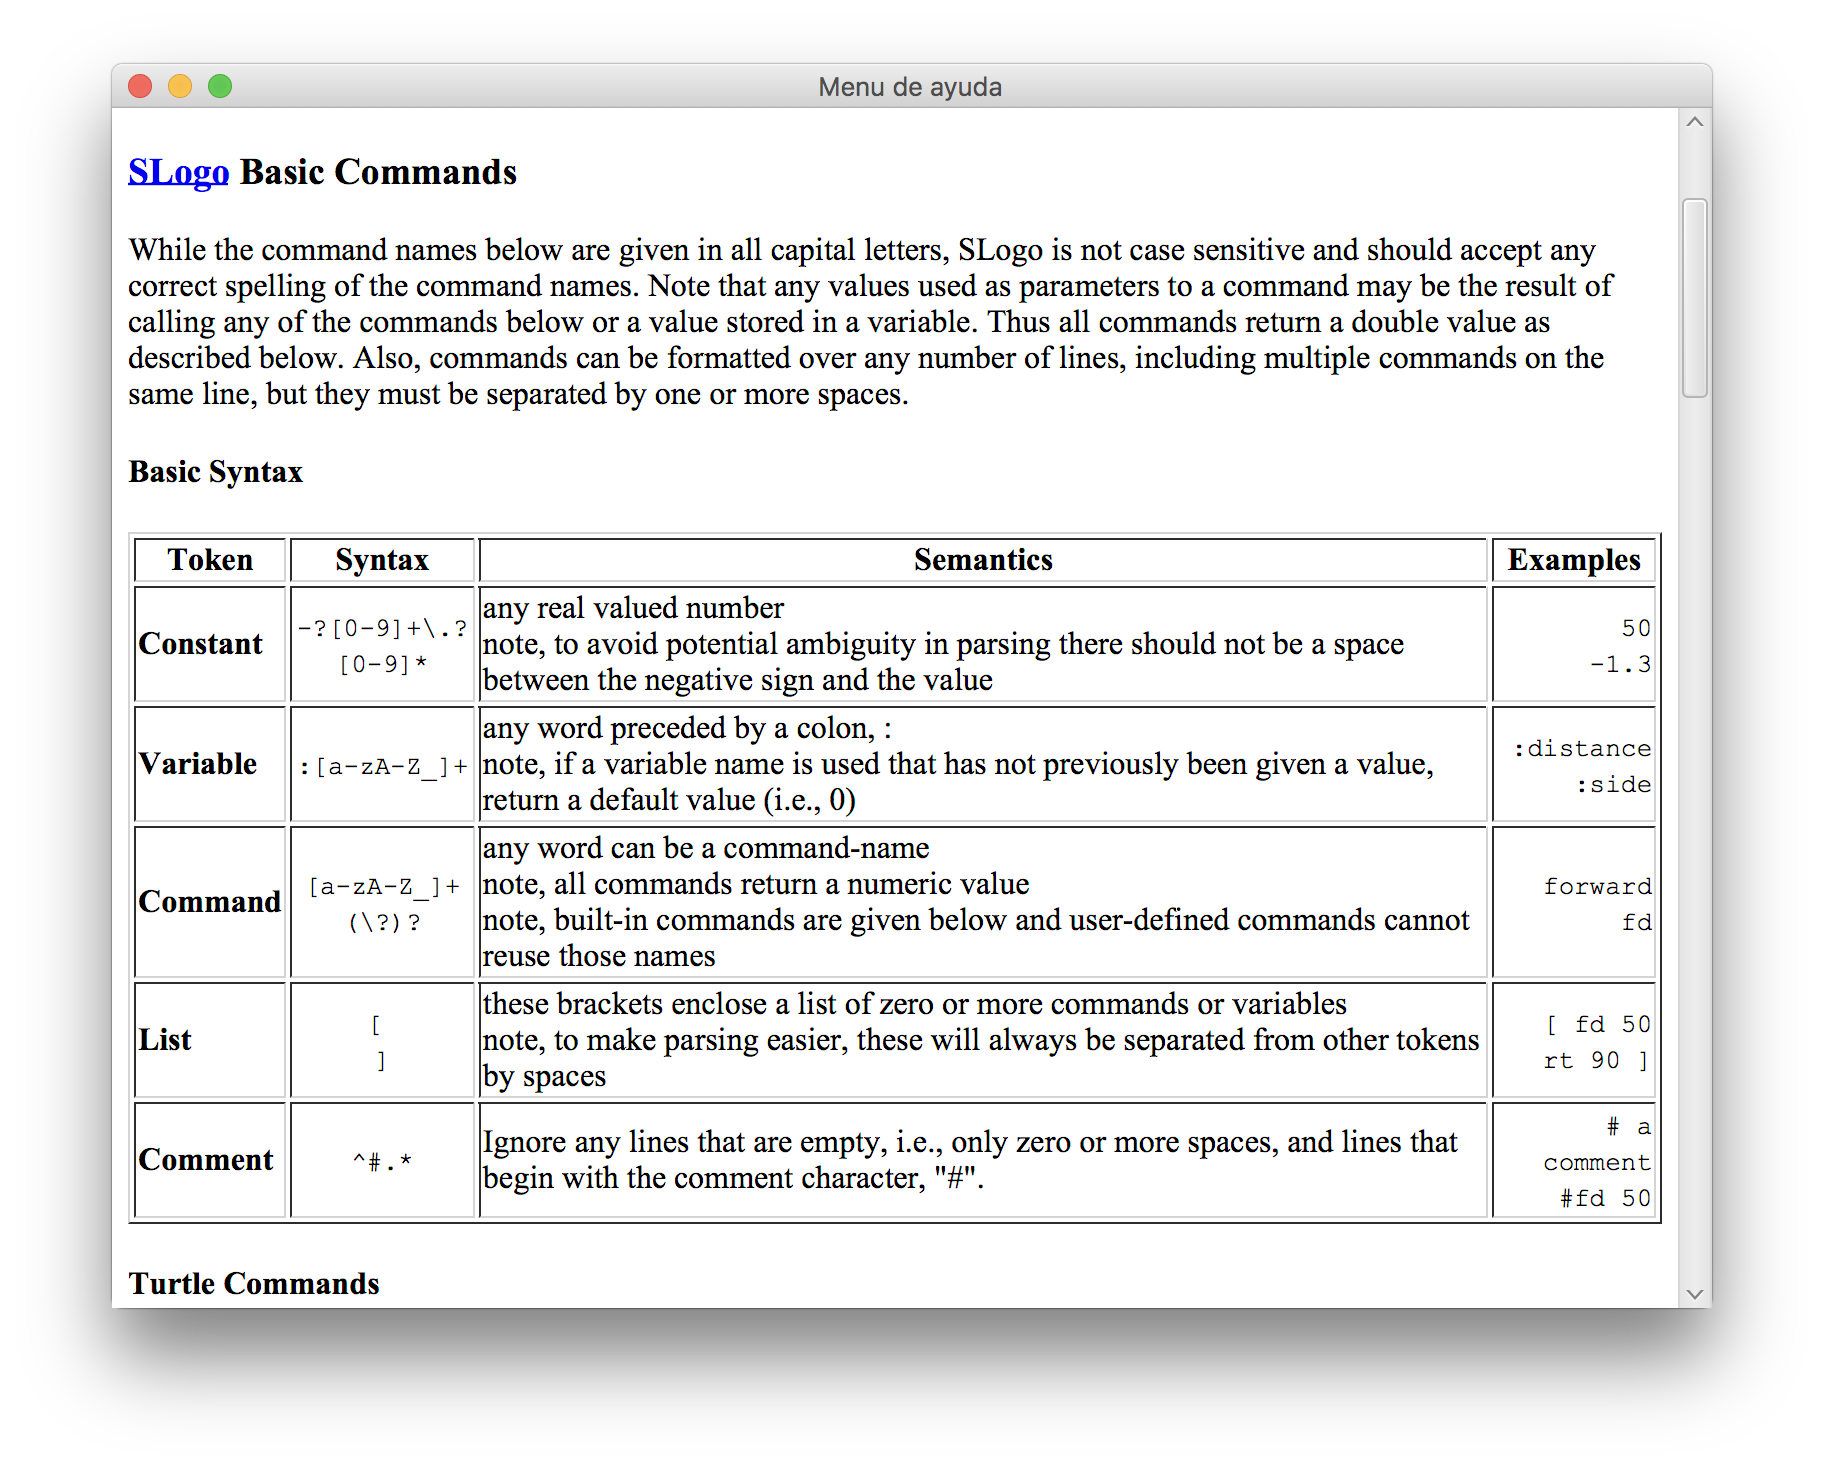 Menu de ayuda
SLogo Basic Commands
While the command names below are given in all capital letters, SLogo is not case sensitive and should accept any
correct spelling of the command names. Note that any values used as parameters to a command may be the result of
calling any of the commands below or a value stored in a variable. Thus all commands return a double value as
described below. Also, commands can be formatted over any number of lines, including multiple commands on the
same line, but they must be separated by one or more spaces.
Basic Syntax
Token Syntax Semantics Examples
Constant
-?[0-9]+\.?
[0-9]*
any real valued number
note, to avoid potential ambiguity in parsing there should not be a space
between the negative sign and the value
50
-1.3
Variable
:[a-zA-Z_]+
any word preceded by a colon, :
note, if a variable name is used that has not previously been given a value,
return a default value (i.e., 0)
:distance
:side
Command
[a-zA-Z_]+
(\?)?
any word can be a command-name
note, all commands return a numeric value
note, built-in commands are given below and user-defined commands cannot
reuse those names
forward
fd
List
[
]
these brackets enclose a list of zero or more commands or variables
note, to make parsing easier, these will always be separated from other tokens
by spaces
[ fd 50
rt 90 ]
Comment
^#.*
Ignore any lines that are empty, i.e., only zero or more spaces, and lines that
begin with the comment character, "#".
# a
comment
#fd 50
Turtle Commands